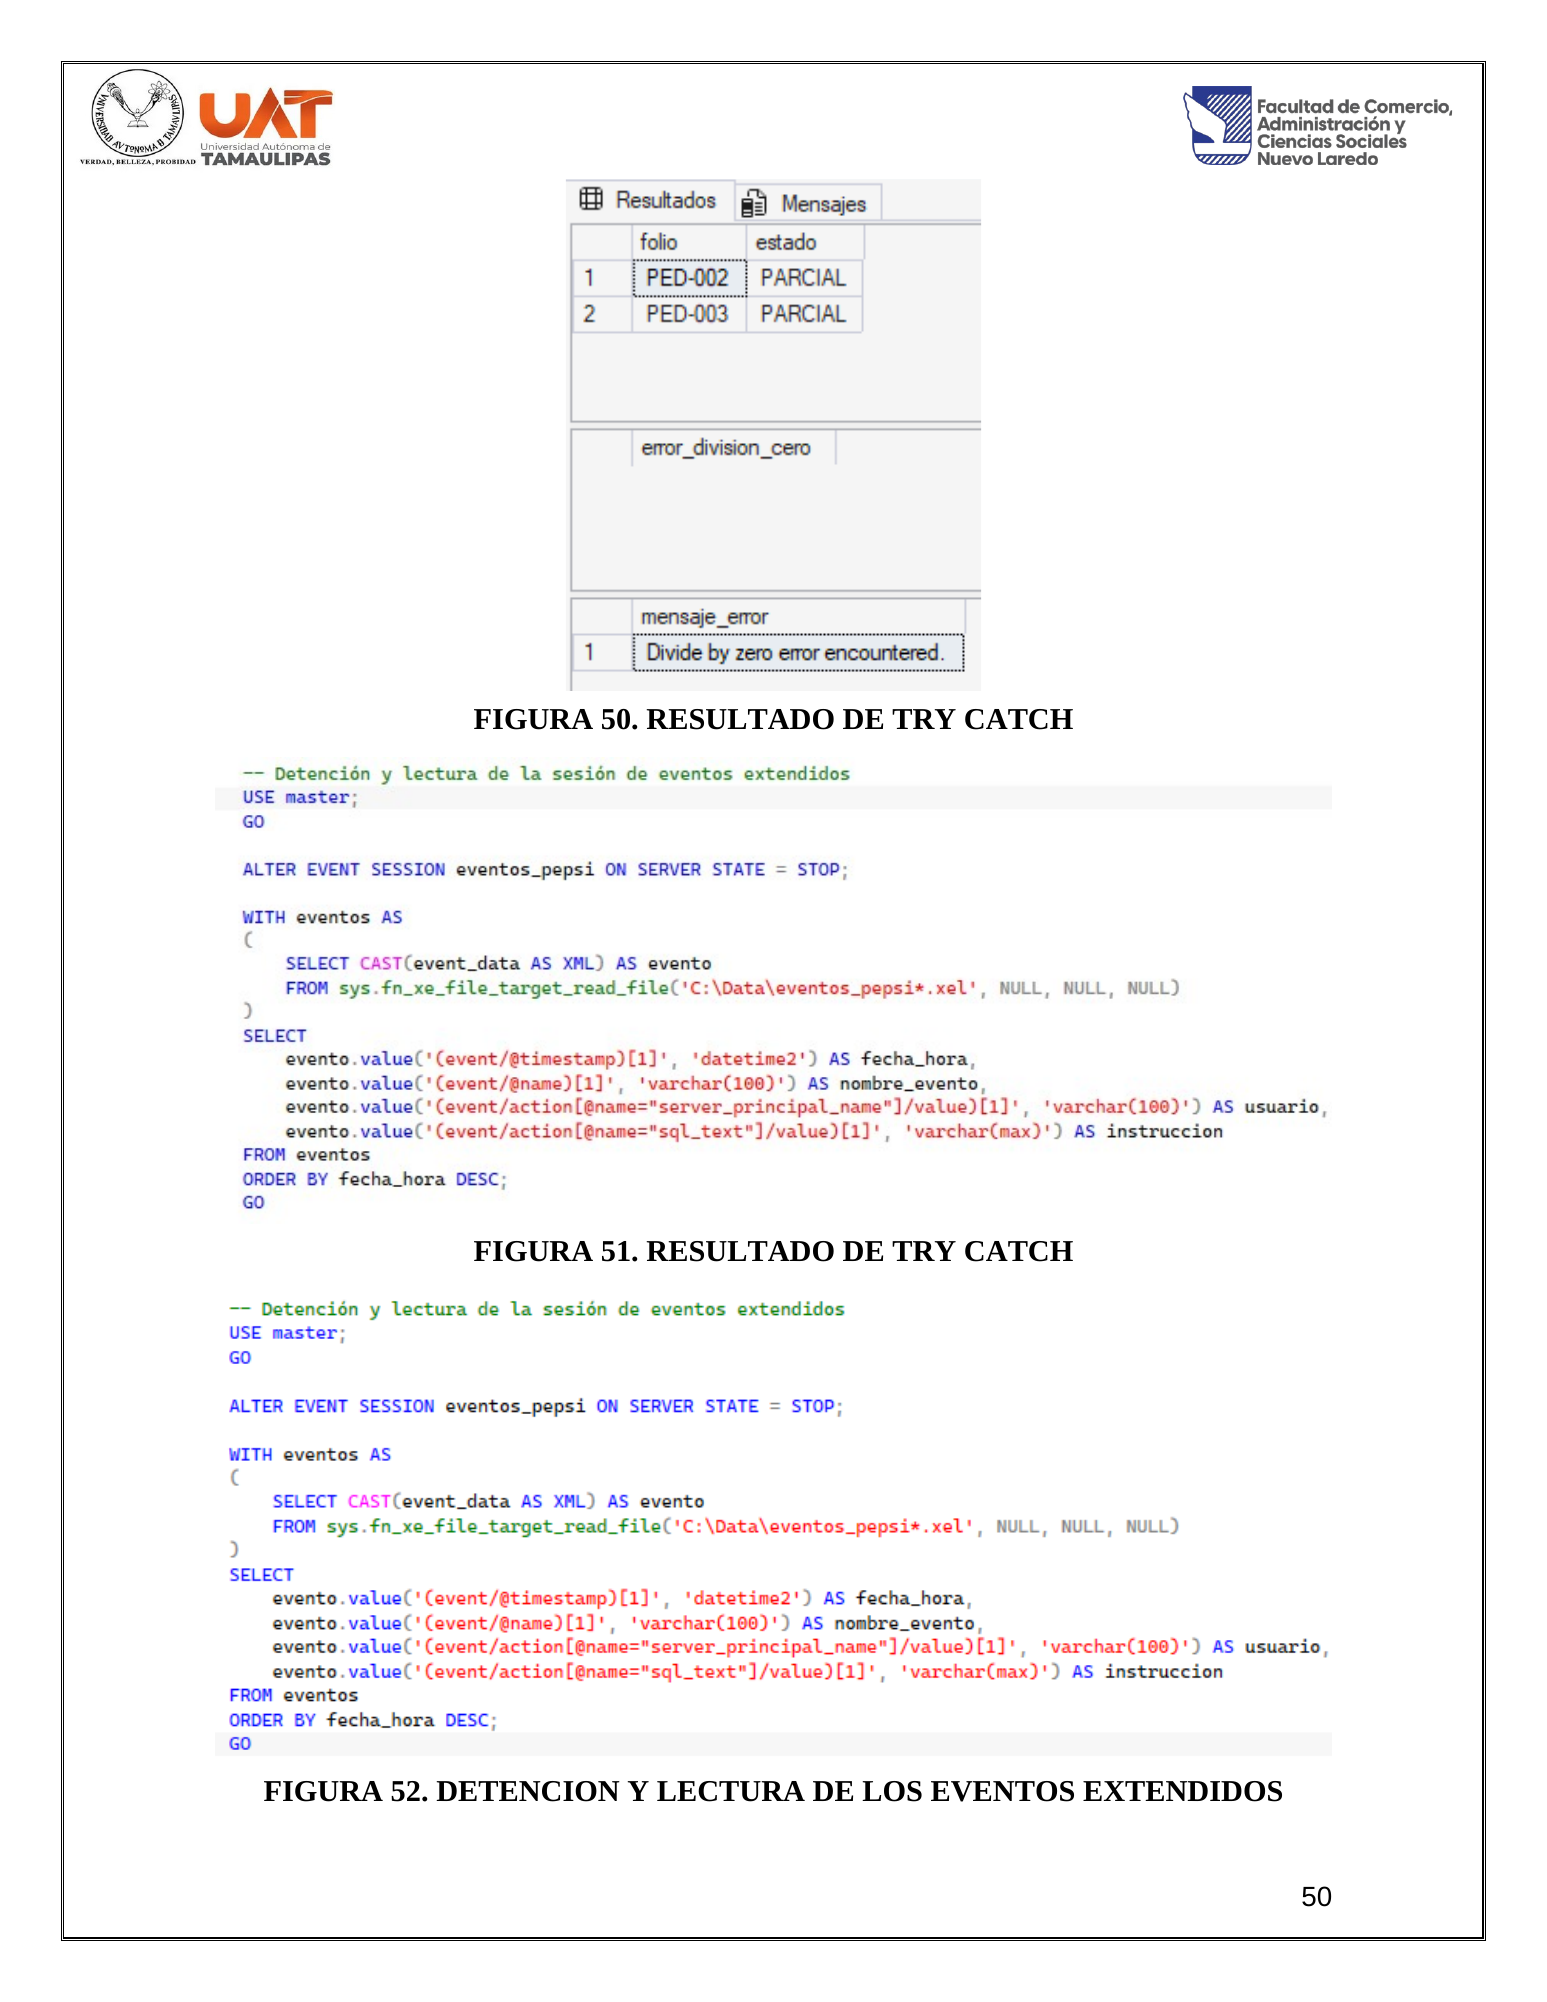 UNIVERSIDAD AUTONOMA DE TAMAULIPAS
VERDAD, BELLEZA, PROBIDAD
UAT
Universidad Autónoma de
TAMAULIPAS
Facultad de Comercio,
Administración y
Ciencias Sociales
Nuevo Laredo
Resultados Mensajes
folio estado
1 PED-002 PARCIAL
2 PED-003 PARCIAL
error_division_cero
mensaje_error
1 Divide by zero error encountered.
FIGURA 50. RESULTADO DE TRY CATCH
-- Detención y lectura de la sesión de eventos extendidos
USE master;
GO
ALTER EVENT SESSION eventos_pepsi ON SERVER STATE = STOP;
WITH eventos AS
(
    SELECT CAST(event_data AS XML) AS evento
    FROM sys.fn_xe_file_target_read_file('C:\Data\eventos_pepsi*.xel', NULL, NULL, NULL)
)
SELECT
    evento.value('(event/@timestamp)[1]', 'datetime2') AS fecha_hora,
    evento.value('(event/@name)[1]', 'varchar(100)') AS nombre_evento,
    evento.value('(event/action[@name="server_principal_name"]/value)[1]', 'varchar(100)') AS usuario,
    evento.value('(event/action[@name="sql_text"]/value)[1]', 'varchar(max)') AS instruccion
FROM eventos
ORDER BY fecha_hora DESC;
GO
FIGURA 51. RESULTADO DE TRY CATCH
-- Detención y lectura de la sesión de eventos extendidos
USE master;
GO
ALTER EVENT SESSION eventos_pepsi ON SERVER STATE = STOP;
WITH eventos AS
(
    SELECT CAST(event_data AS XML) AS evento
    FROM sys.fn_xe_file_target_read_file('C:\Data\eventos_pepsi*.xel', NULL, NULL, NULL)
)
SELECT
    evento.value('(event/@timestamp)[1]', 'datetime2') AS fecha_hora,
    evento.value('(event/@name)[1]', 'varchar(100)') AS nombre_evento,
    evento.value('(event/action[@name="server_principal_name"]/value)[1]', 'varchar(100)') AS usuario,
    evento.value('(event/action[@name="sql_text"]/value)[1]', 'varchar(max)') AS instruccion
FROM eventos
ORDER BY fecha_hora DESC;
GO
FIGURA 52. DETENCION Y LECTURA DE LOS EVENTOS EXTENDIDOS
50